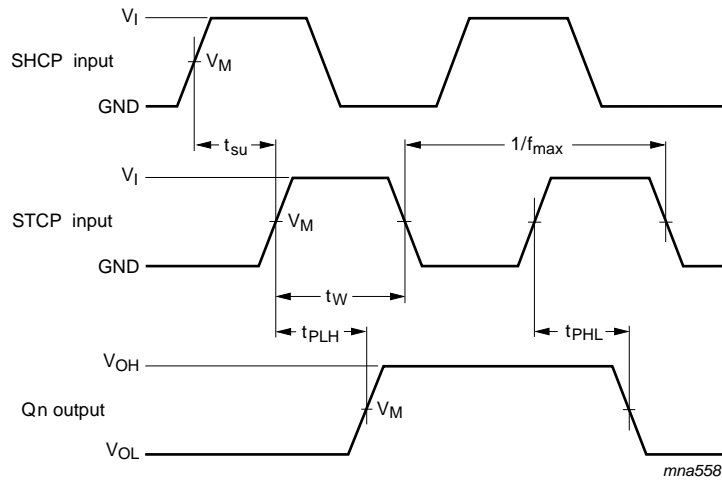 V_I
SHCP input
V_M
GND
t_su
1/f_max
V_I
STCP input
V_M
GND
t_W
t_PLH
t_PHL
V_OH
Qn output
V_M
V_OL
mna558